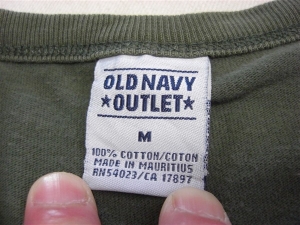 OLD NAVY
★OUTLET★
M
100% COTTON/COTON
MADE IN MAURITIUS
RN54023/CA 17897